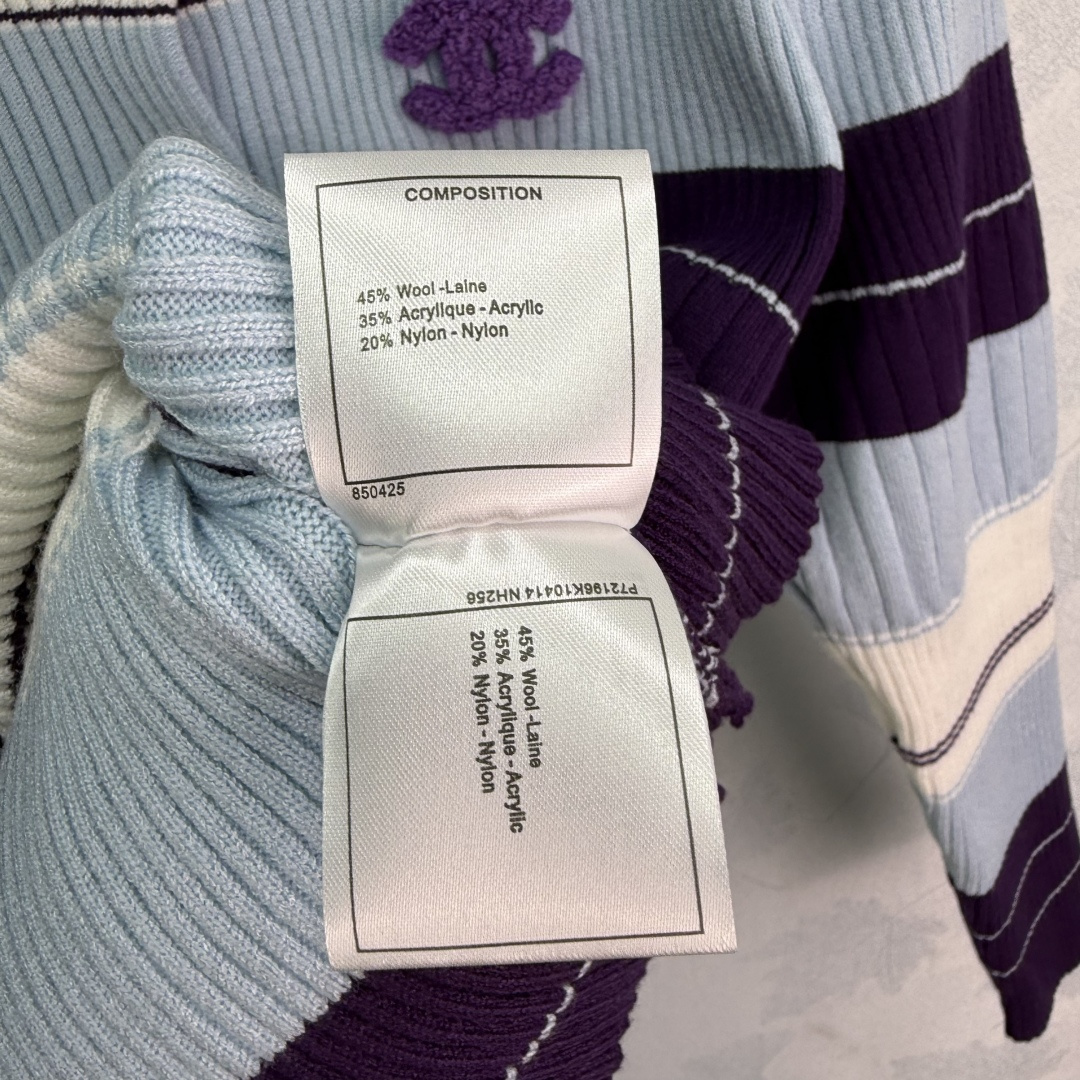 COMPOSITION
45% Wool -Laine
35% Acrylique - Acrylic
20% Nylon - Nylon
850425
P72196K10414 NH256
45% Wool -Laine
35% Acrylique - Acrylic
20% Nylon - Nylon